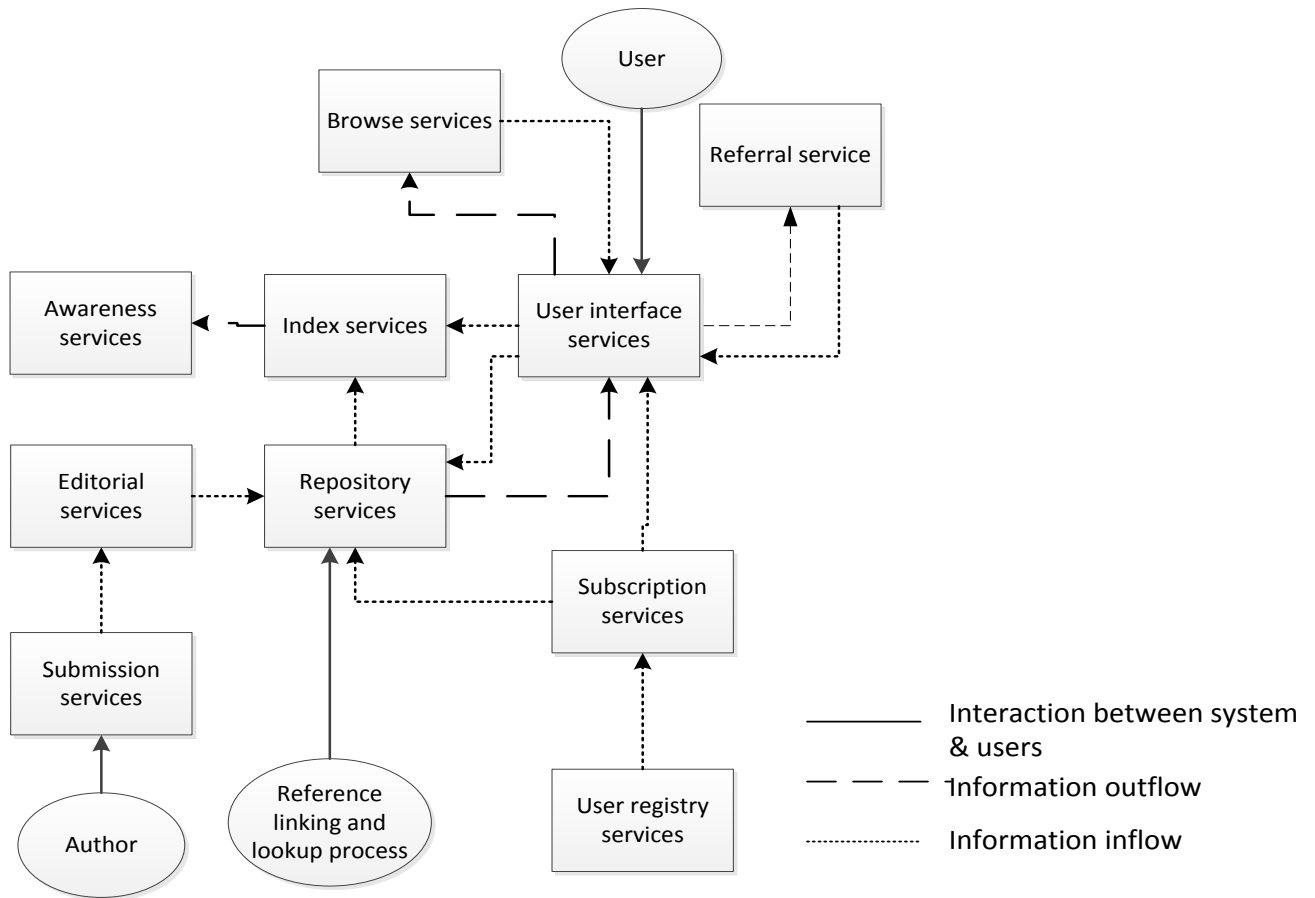 User
Browse services
Referral service
Awareness
services
Index services
User interface
services
Editorial
services
Repository
services
Subscription
services
Submission
services
Interaction between system
& users
Reference
linking and
lookup process
Information outflow
User registry
services
Author
Information inflow